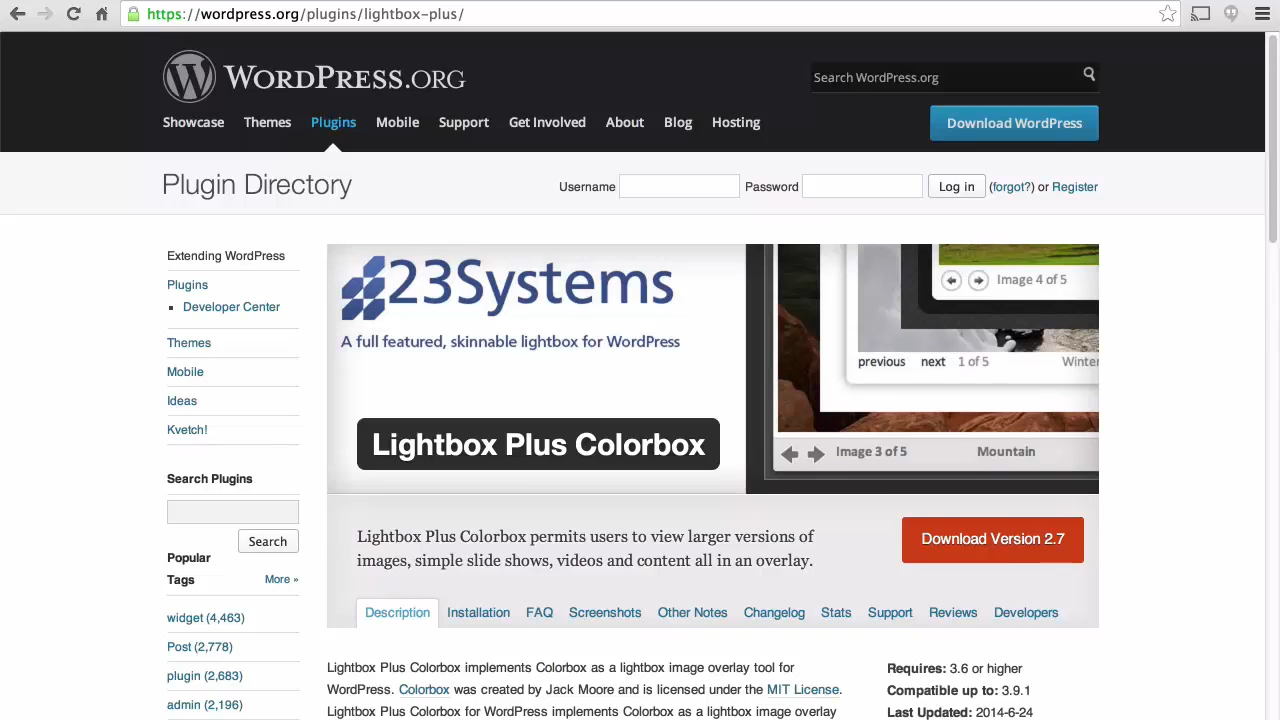 https://wordpress.org/plugins/lightbox-plus/
WORDPRESS.ORG
Search WordPress.org
Showcase Themes Plugins Mobile Support Get Involved About Blog Hosting
Download WordPress
Plugin Directory
Username Password Log in (forgot?) or Register
Extending WordPress
Plugins
Developer Center
Themes
Mobile
Ideas
Kvetch!
Search Plugins
Search
Popular
Tags More »
widget (4,463)
Post (2,778)
plugin (2,683)
admin (2,196)
23Systems
A full featured, skinnable lightbox for WordPress
Image 4 of 5
previous next 1 of 5 Winter
Image 3 of 5 Mountain
Lightbox Plus Colorbox
Lightbox Plus Colorbox permits users to view larger versions of
images, simple slide shows, videos and content all in an overlay.
Download Version 2.7
Description Installation FAQ Screenshots Other Notes Changelog Stats Support Reviews Developers
Lightbox Plus Colorbox implements Colorbox as a lightbox image overlay tool for
WordPress. Colorbox was created by Jack Moore and is licensed under the MIT License.
Lightbox Plus Colorbox for WordPress implements Colorbox as a lightbox image overlay
Requires: 3.6 or higher
Compatible up to: 3.9.1
Last Updated: 2014-6-24